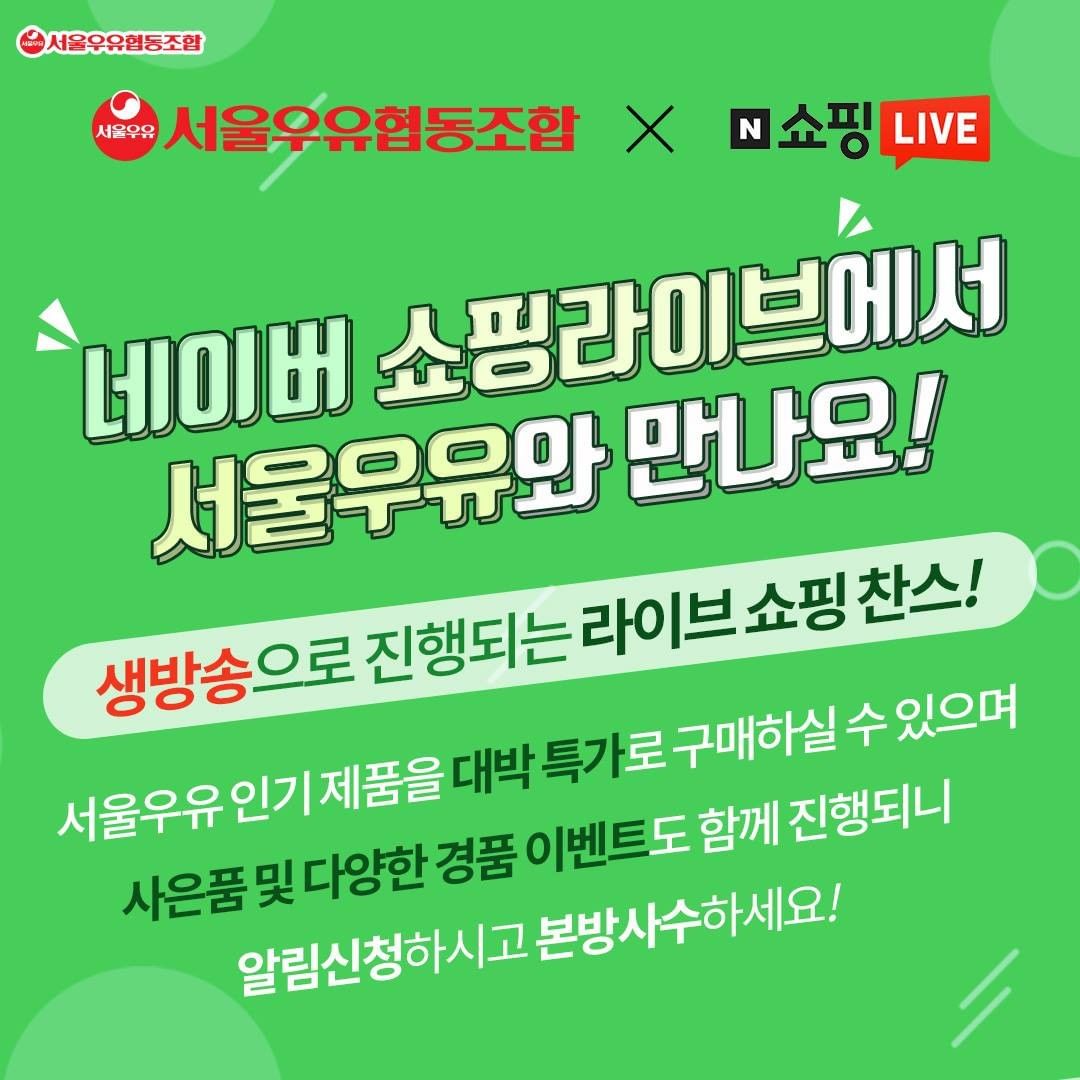 서울우유 서울우유협동조합
서울우유 서울우유협동조합 × N 쇼핑 LIVE
네이버 쇼핑라이브에서
서울우유와 만나요!
생방송으로 진행되는 라이브 쇼핑 찬스!
서울우유 인기 제품을 대박 특가로 구매하실 수 있으며
사은품 및 다양한 경품 이벤트도 함께 진행되니
알림신청하시고 본방사수하세요!